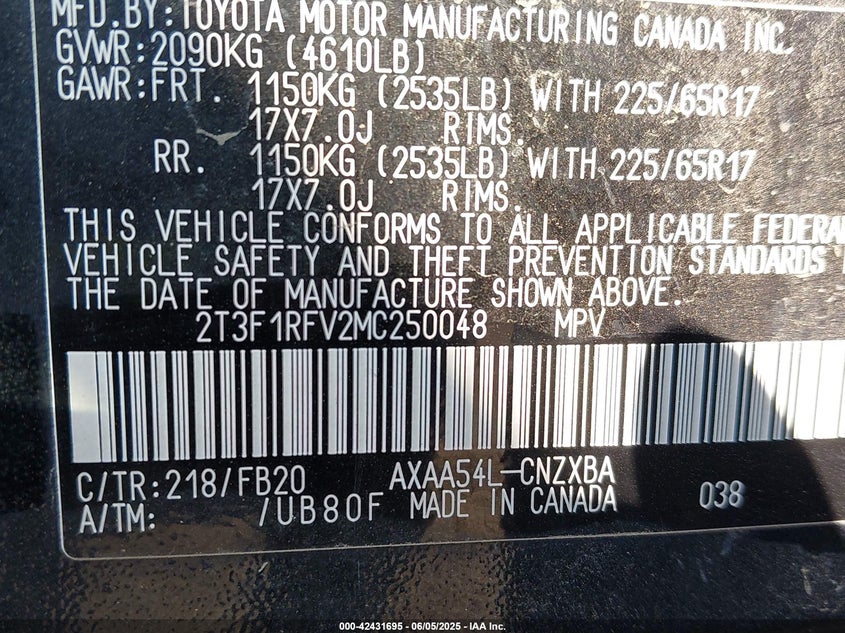 MFD.BY:TOYOTA MOTOR MANUFACTURING CANADA INC.
GVWR:2090KG (4610LB)
GAWR:FRT. 1150KG (2535LB) WITH 225/65R17
17X7.0J RIMS.
RR. 1150KG (2535LB) WITH 225/65R17
17X7.0J RIMS.
THIS VEHICLE CONFORMS TO ALL APPLICABLE FEDERA
VEHICLE SAFETY AND THEFT PREVENTION STANDARDS
THE DATE OF MANUFACTURE SHOWN ABOVE.
2T3F1RFV2MC250048 MPV
C/TR:218/FB20 AXAA54L-CNZXBA
A/TM: /UB80F MADE IN CANADA 038
000-42431695 - 06/05/2025 - IAA Inc.